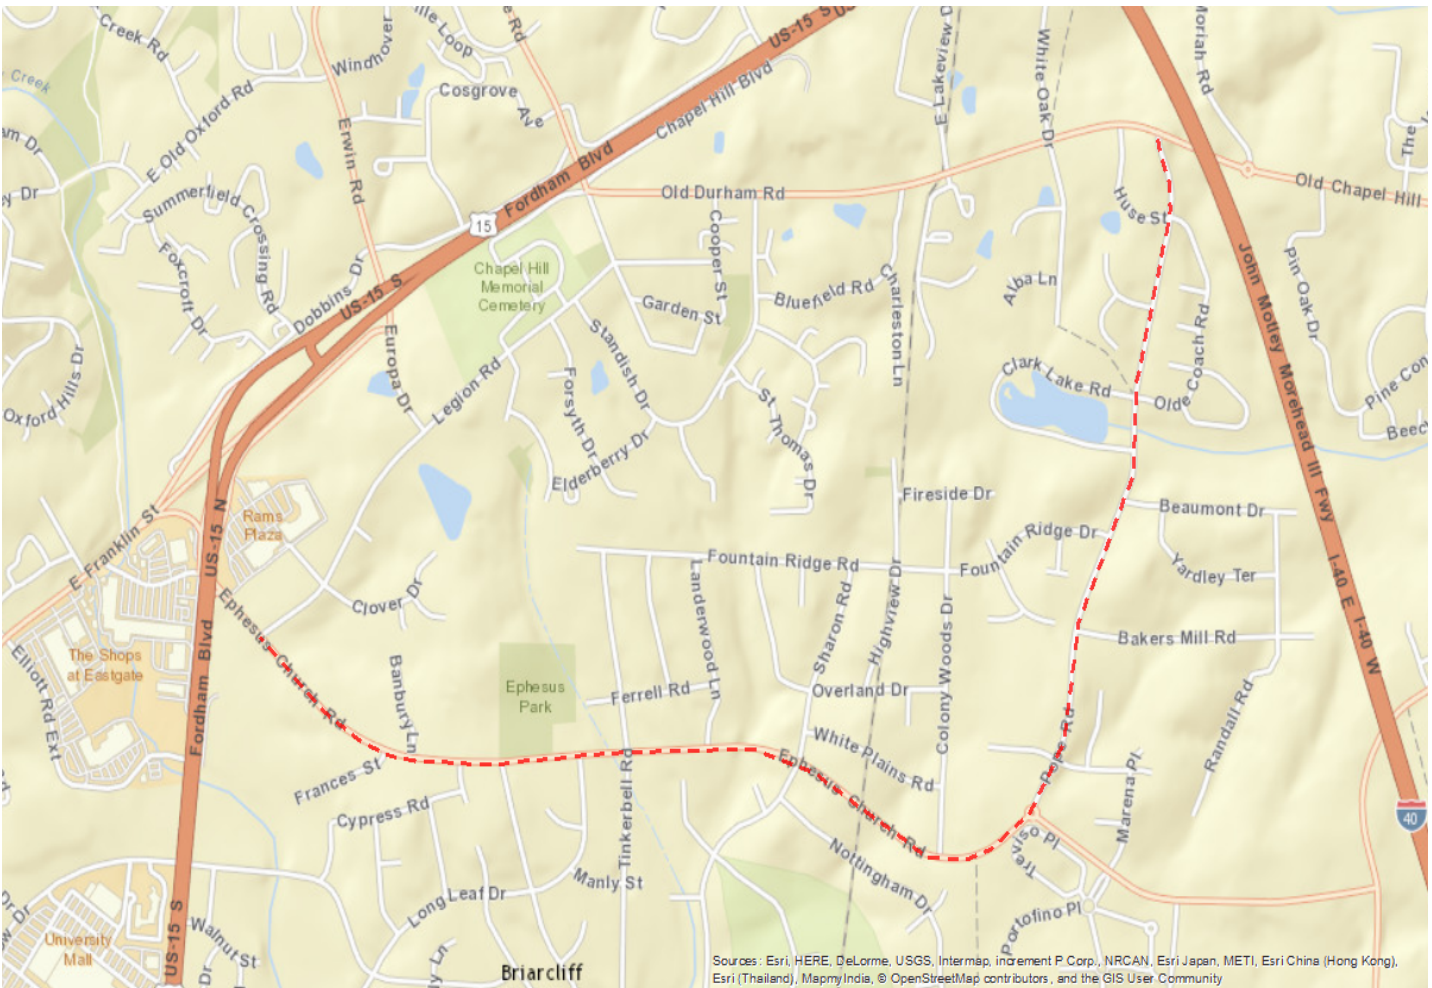 Creek Rd
Windhover
Cosgrove
Ave
US-15 S
Chapel Hill Blvd
E Lakeview D
White Oak Dr
Moriah Rd
Creek
E Old Oxford Rd
Erwin Rd
Fordham Blvd
Old Durham Rd
Old Chapel Hill
Summerfield Crossing Rd
Foxcroft Dr
15
Huse St
Cooper St
Chapel Hill
Memorial
Cemetery
Dobbins Dr
US-15 S
Garden St
Bluefield Rd
Charleston Ln
Alba Ln
John Motley Morehead III Fwy
Pin Oak Dr
Oxford Hills Dr
Europa Dr
Legion Rd
Standish Dr
Forsyth Dr
Elderberry Dr
St Thomas Dr
Clark Lake Rd
Olde Coach Rd
Pine Con
Beec
E Franklin St
US-15 N
Rams
Plaza
Fireside Dr
Beaumont Dr
Fountain Ridge Rd
Fountain Ridge Dr
Yardley Ter
I-40 E
I-40 W
Clover Dr
Landerwood Ln
Sharon Rd
Highview Dr
Colony Woods Dr
Bakers Mill Rd
Ephesus Church Rd
The Shops
at Eastgate
Elliott Rd Ext
Fordham Blvd
Banbury Ln
Ephesus
Park
Ferrell Rd
Overland Dr
White Plains Rd
Pope Rd
Randall Rd
Frances St
Cypress Rd
Tinkerbell Rd
Ephesus Church Rd
Marena Pl
Treviso Pl
40
Manly St
Long Leaf Dr
Nottingham Dr
Portofino Pl
University
Mall
US-15 S
Walnut St
Briarcliff
Sources: Esri, HERE, DeLorme, USGS, Intermap, increment P Corp., NRCAN, Esri Japan, METI, Esri China (Hong Kong),
Esri (Thailand), MapmyIndia, © OpenStreetMap contributors, and the GIS User Community